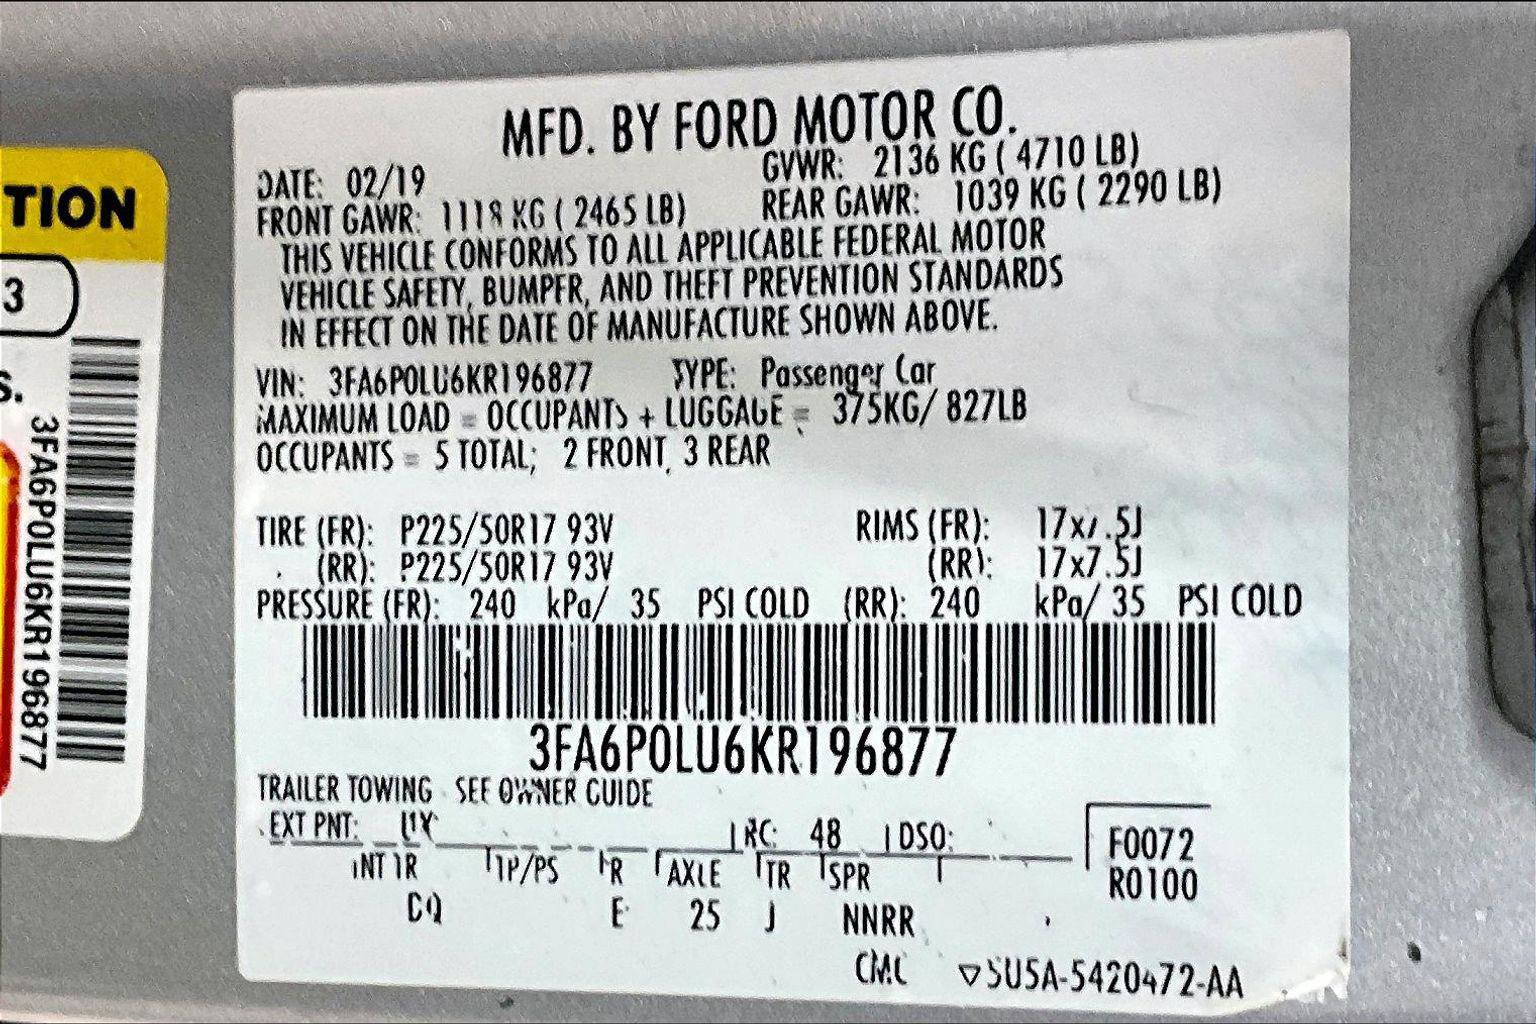 MFD. BY FORD MOTOR CO.
DATE: 02/19 GVWR: 2136 KG ( 4710 LB)
FRONT GAWR: 1118 KG ( 2465 LB) REAR GAWR: 1039 KG ( 2290 LB)
THIS VEHICLE CONFORMS TO ALL APPLICABLE FEDERAL MOTOR
VEHICLE SAFETY, BUMPER, AND THEFT PREVENTION STANDARDS
IN EFFECT ON THE DATE OF MANUFACTURE SHOWN ABOVE.
VIN: 3FA6P0LU6KR196877 TYPE: Passenger Car
MAXIMUM LOAD = OCCUPANTS + LUGGAGE = 375KG/ 827LB
OCCUPANTS = 5 TOTAL; 2 FRONT, 3 REAR
TIRE (FR): P225/50R17 93V RIMS (FR): 17x7.5J
(RR): P225/50R17 93V (RR): 17x7.5J
PRESSURE (FR): 240 kPa/ 35 PSI COLD (RR): 240 kPa/ 35 PSI COLD
3FA6P0LU6KR196877
TRAILER TOWING - SEE OWNER GUIDE
EXT PNT: UX RC: 48 DSO: F0072
INT TR TP/PS R AXLE TR SPR R0100
CQ E 25 J NNRR
CMC ▽5U5A-5420472-AA
TION
3
S.
3FA6P0LU6KR196877